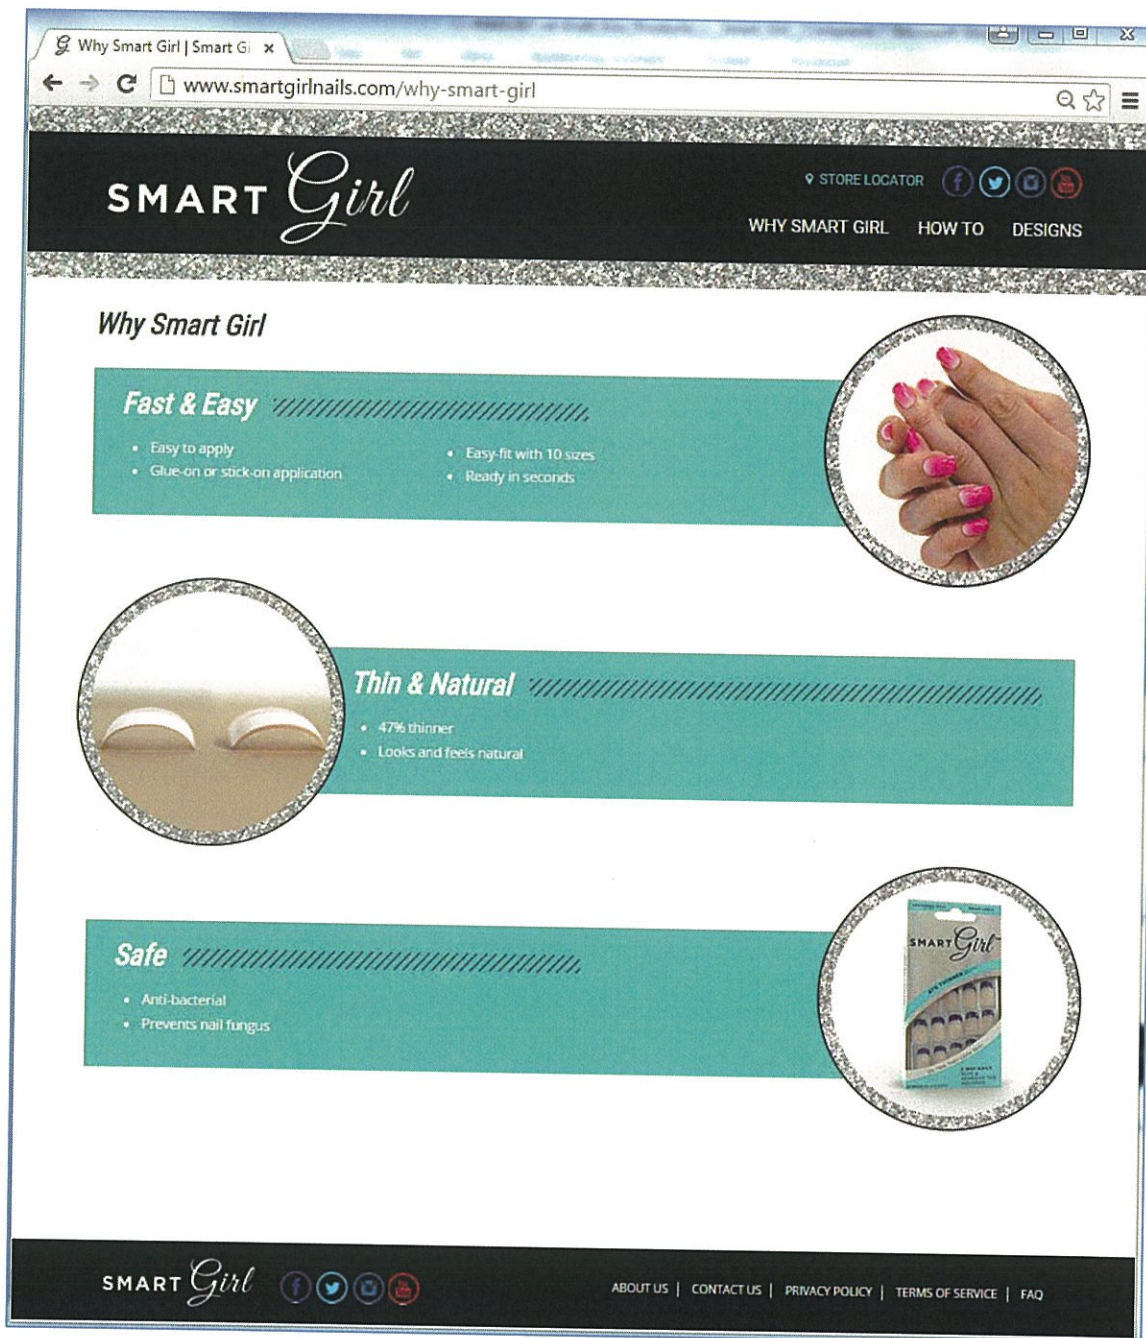 Why Smart Girl | Smart Gi
www.smartgirlnails.com/why-smart-girl
SMART Girl
STORE LOCATOR
WHY SMART GIRL HOW TO DESIGNS
Why Smart Girl
Fast & Easy
• Easy to apply
• Glue-on or stick-on application
• Easy-fit with 10 sizes
• Ready in seconds
Thin & Natural
• 47% thinner
• Looks and feels natural
Safe
• Anti-bacterial
• Prevents nail fungus
SMART Girl
47% THINNER
SMART Girl
ABOUT US | CONTACT US | PRIVACY POLICY | TERMS OF SERVICE | FAQ